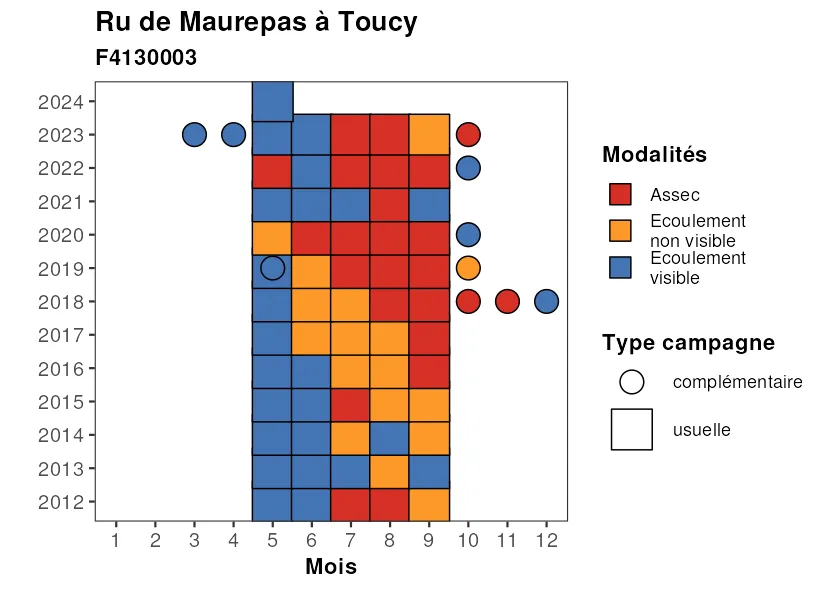 Ru de Maurepas à Toucy
F4130003
2024
2023
2022
2021
2020
2019
2018
2017
2016
2015
2014
2013
2012
1 2 3 4 5 6 7 8 9 10 11 12
Mois
Modalités
Assec
Ecoulement
non visible
Ecoulement
visible
Type campagne
complémentaire
usuelle